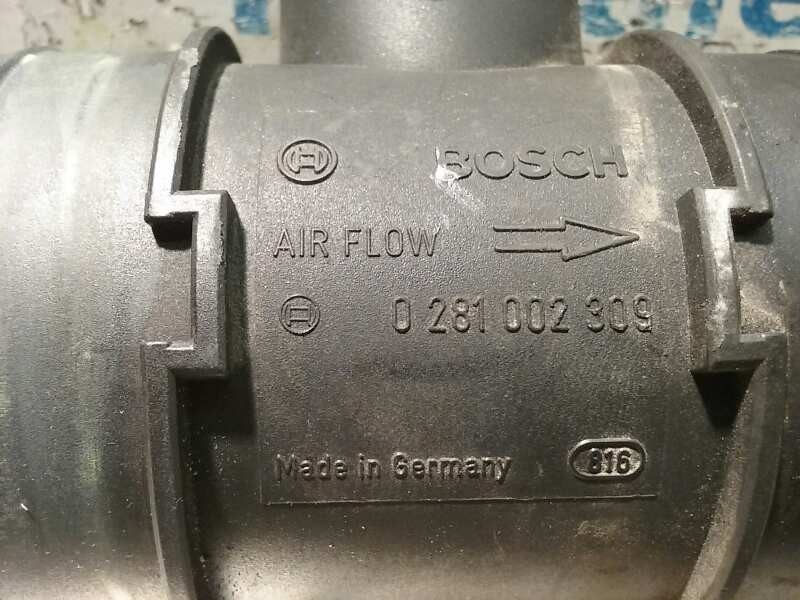 BOSCH
AIR FLOW
0 281 002 309
Made in Germany 816